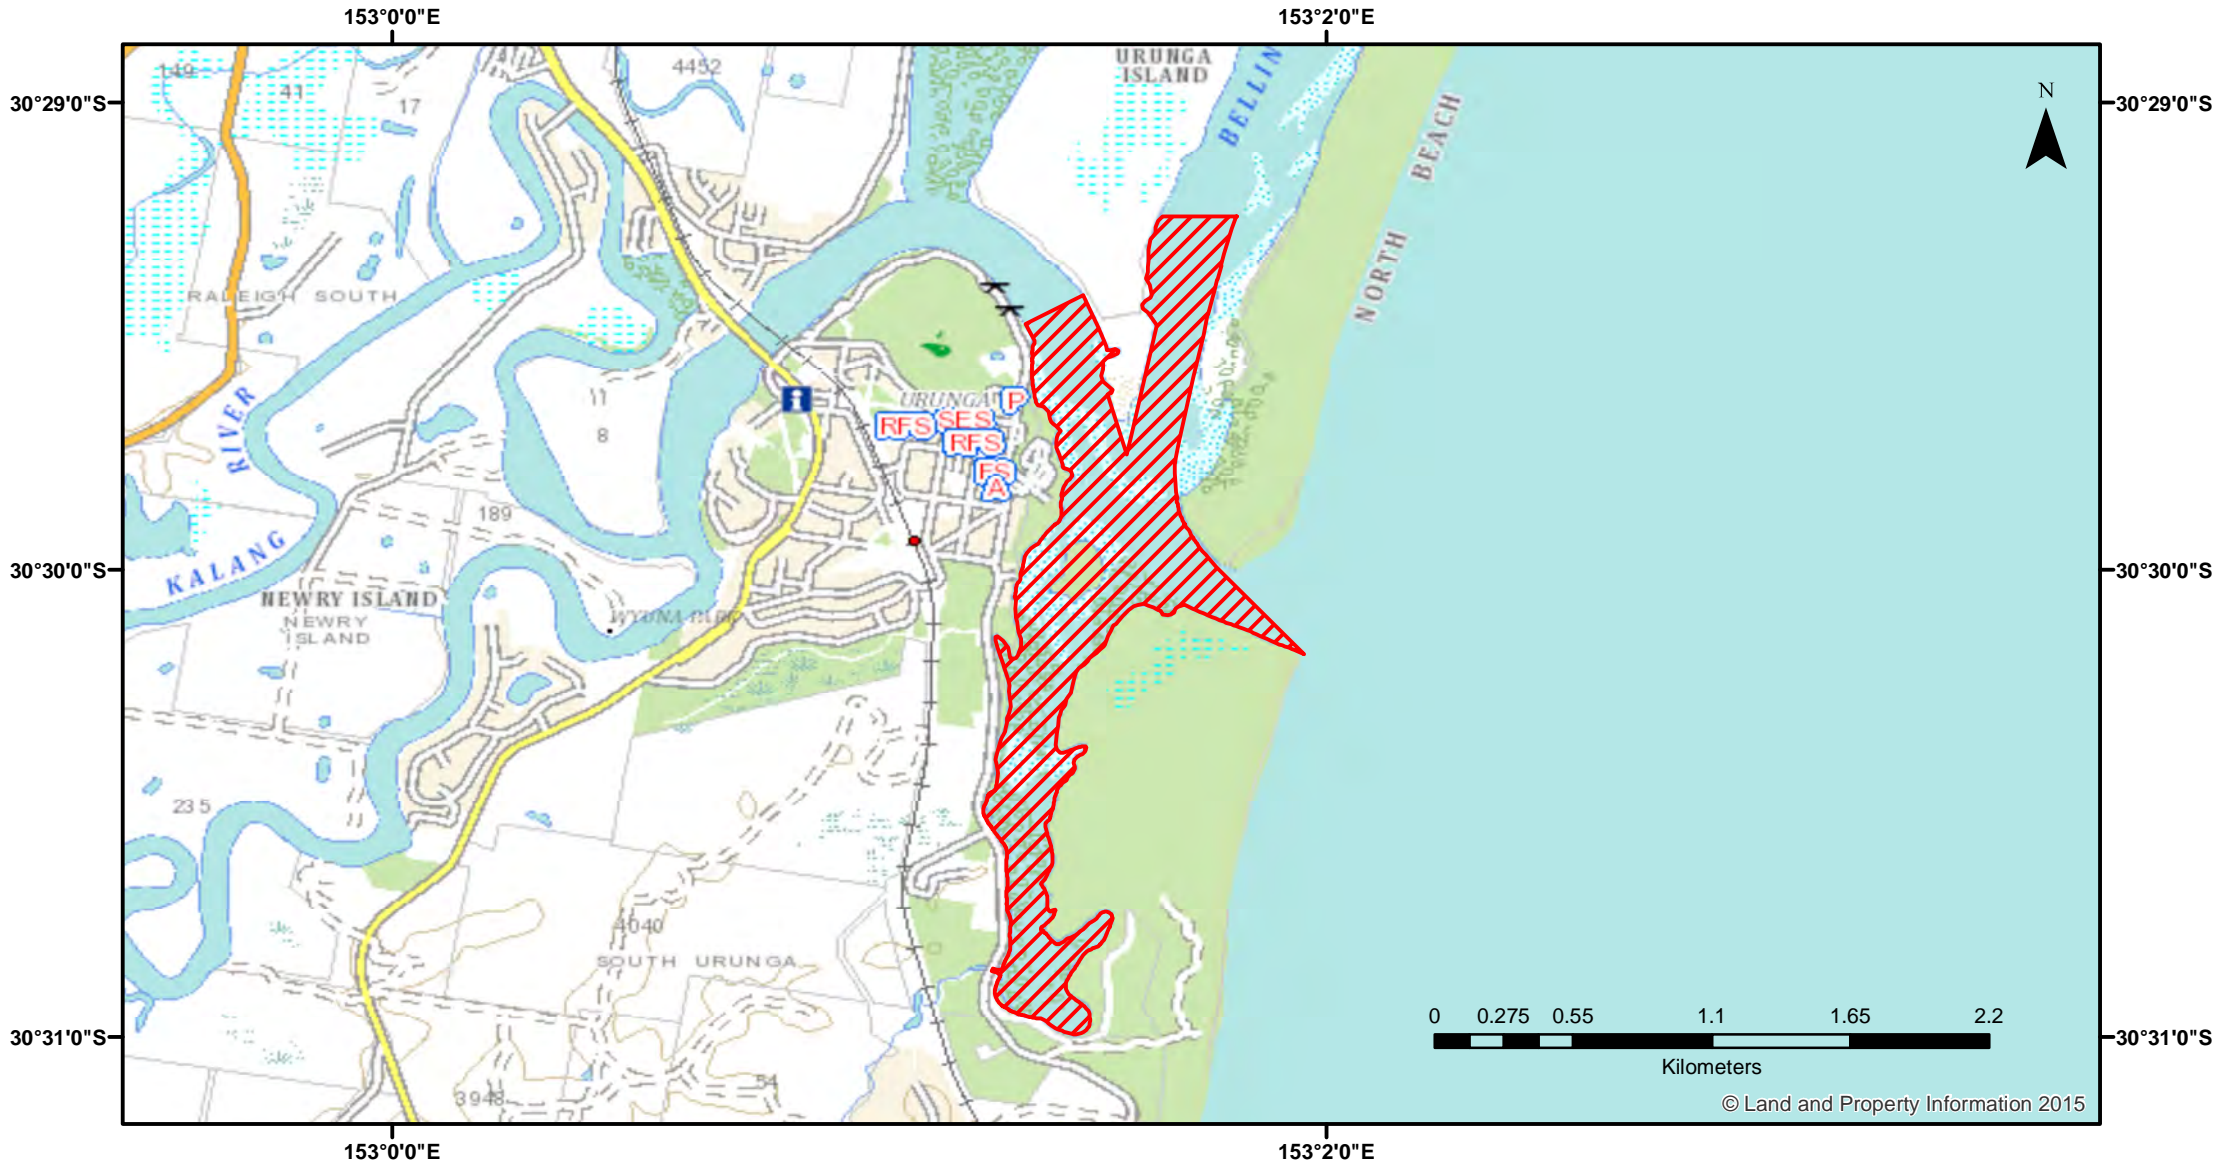 153°0'0"E
153°2'0"E
149
41
17
4452
URUNGA
ISLAND
BELLIN
NORTH BEACH
N
30°29'0"S
30°29'0"S
RALEIGH SOUTH
RIVER
KALANG
11
8
189
URUNGA
P
RFS
SES
RFS
FS
A
30°30'0"S
30°30'0"S
NEWRY ISLAND
NEWRY
ISLAND
WYUNA PARK
235
4040
SOUTH URUNGA
54
3948
30°31'0"S
30°31'0"S
0 0.275 0.55 1.1 1.65 2.2
Kilometers
© Land and Property Information 2015
153°0'0"E
153°2'0"E